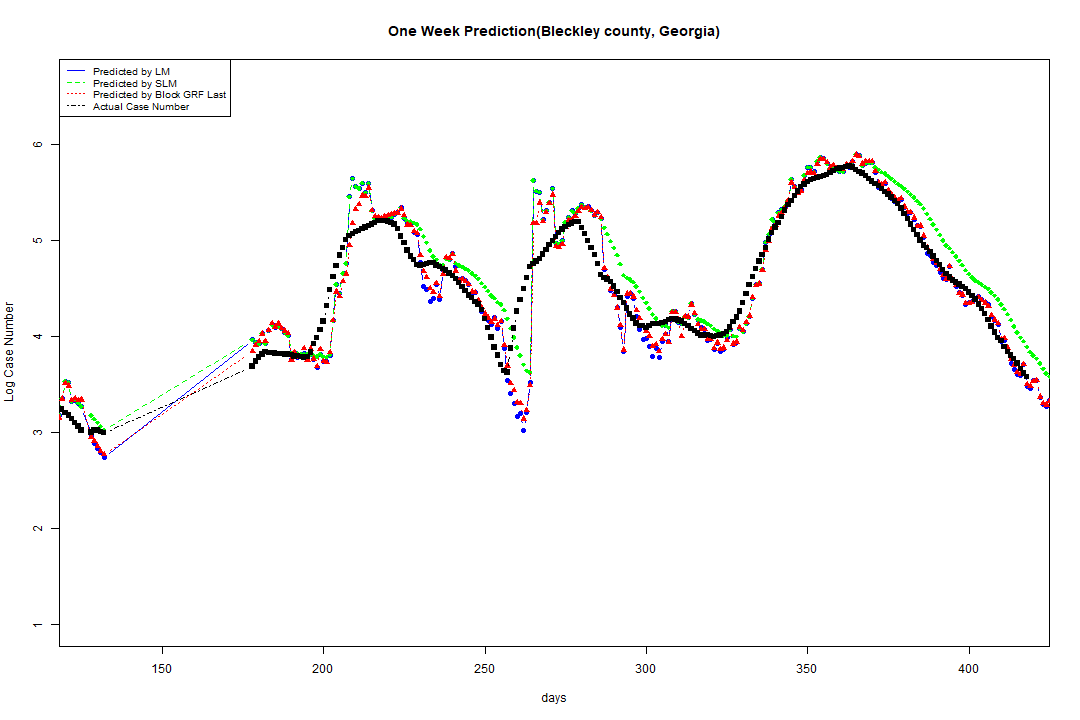 One Week Prediction(Bleckley county, Georgia)
Predicted by LM
Predicted by SLM
Predicted by Block GRF Last
Actual Case Number
6
5
4
3
2
1
Log Case Number
150 200 250 300 350 400
days